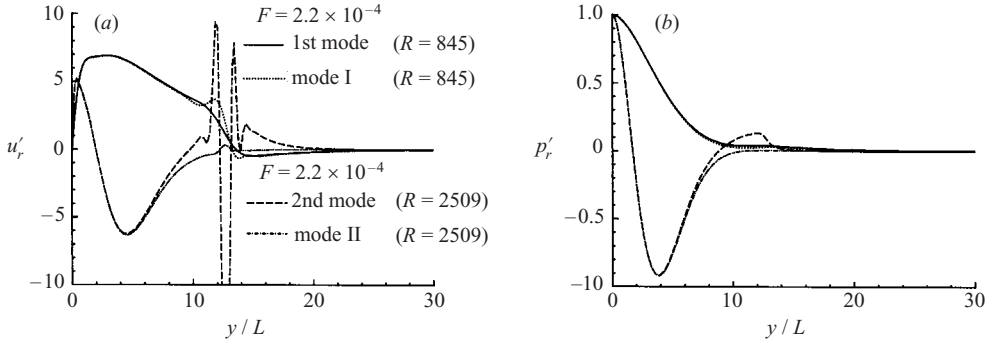 (a)
F = 2.2 × 10−4
1st mode (R = 845)
mode I (R = 845)
F = 2.2 × 10−4
2nd mode (R = 2509)
mode II (R = 2509)
10
5
0
−5
−10
u′r
0 10 20 30
y / L
(b)
1.0
0.5
0
−0.5
−10
p′r
0 10 20 30
y / L